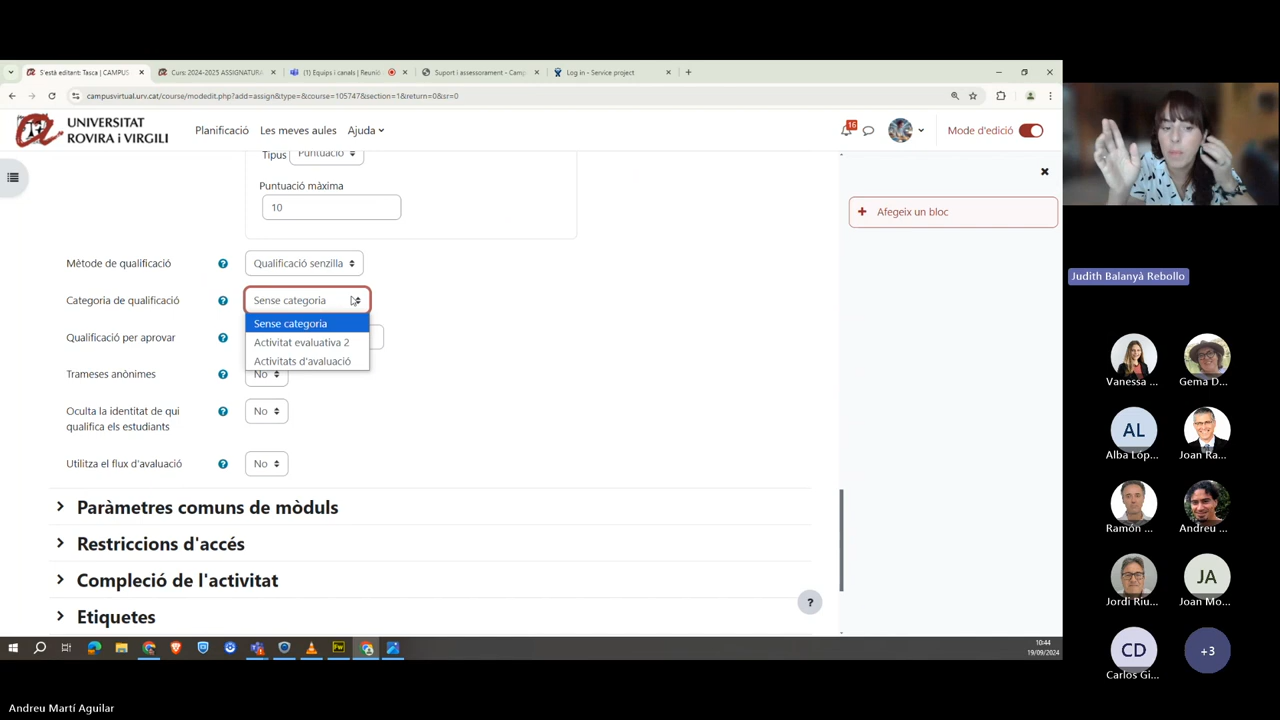 S'està editant: Tasca | CAMPUS
Curs: 2024-2025 ASSIGNATURA
(1) Equips i canals | Reunió
Suport i assessorament - Camp
Log in - Service project
campusvirtual.urv.cat/course/modedit.php?add=assign&type=&course=105747&section=1&return=0&sr=0
UNIVERSITAT
ROVIRA i VIRGILI
Planificació
Les meves aules
Ajuda
16
Mode d'edició
Tipus
Puntuació
Puntuació màxima
10
Afegeix un bloc
Mètode de qualificació
Qualificació senzilla
Categoria de qualificació
Sense categoria
Sense categoria
Activitat evaluativa 2
Activitats d'avaluació
Qualificació per aprovar
Trameses anònimes
No
Oculta la identitat de qui
qualifica els estudiants
No
Utilitza el flux d'avaluació
No
Paràmetres comuns de mòduls
Restriccions d'accés
Compleció de l'activitat
Etiquetes
?
Fw
10:44
19/09/2024
Judith Balanyà Rebollo
Vanessa ...
Gema D...
AL
Alba Lóp...
Joan Ra...
Ramón ...
Andreu ...
Jordi Riu...
JA
Joan Mo...
CD
Carlos Gi...
+3
Andreu Martí Aguilar